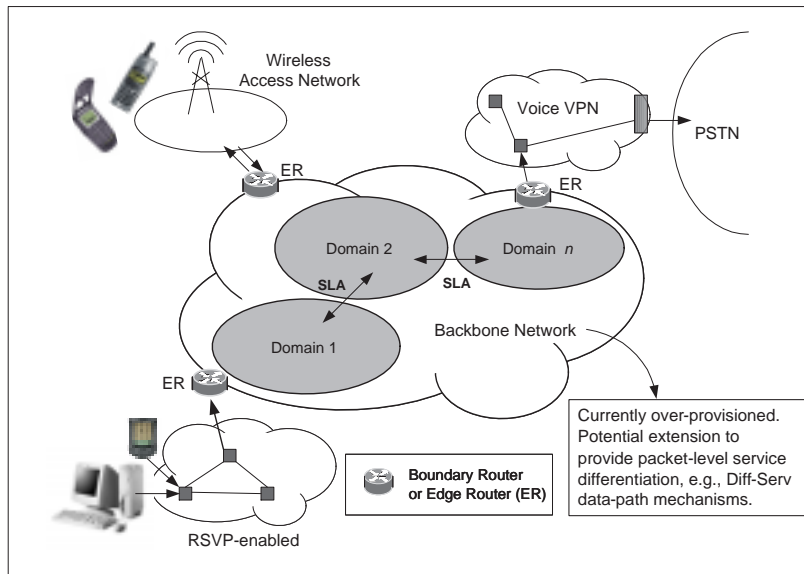 Wireless
Access Network
Voice VPN
PSTN
ER
ER
Domain 2
Domain n
SLA
SLA
Backbone Network
Domain 1
ER
Currently over-provisioned.
Potential extension to
provide packet-level service
differentiation, e.g., Diff-Serv
data-path mechanisms.
Boundary Router
or Edge Router (ER)
RSVP-enabled